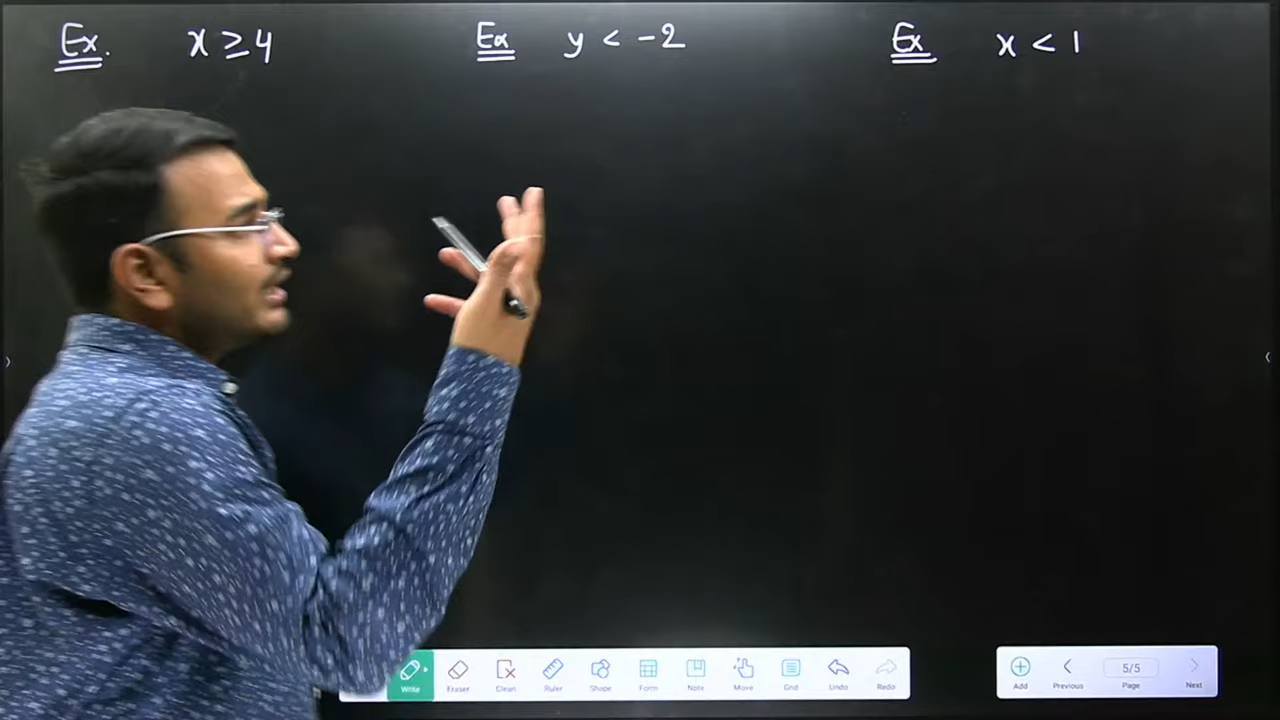 Ex. x ≥ 4
Ex y < -2
Ex x < 1
Write
Eraser
Clean
Ruler
Shape
Form
Note
Move
Grid
Undo
Redo
Add
Previous
5/5
Page
Next